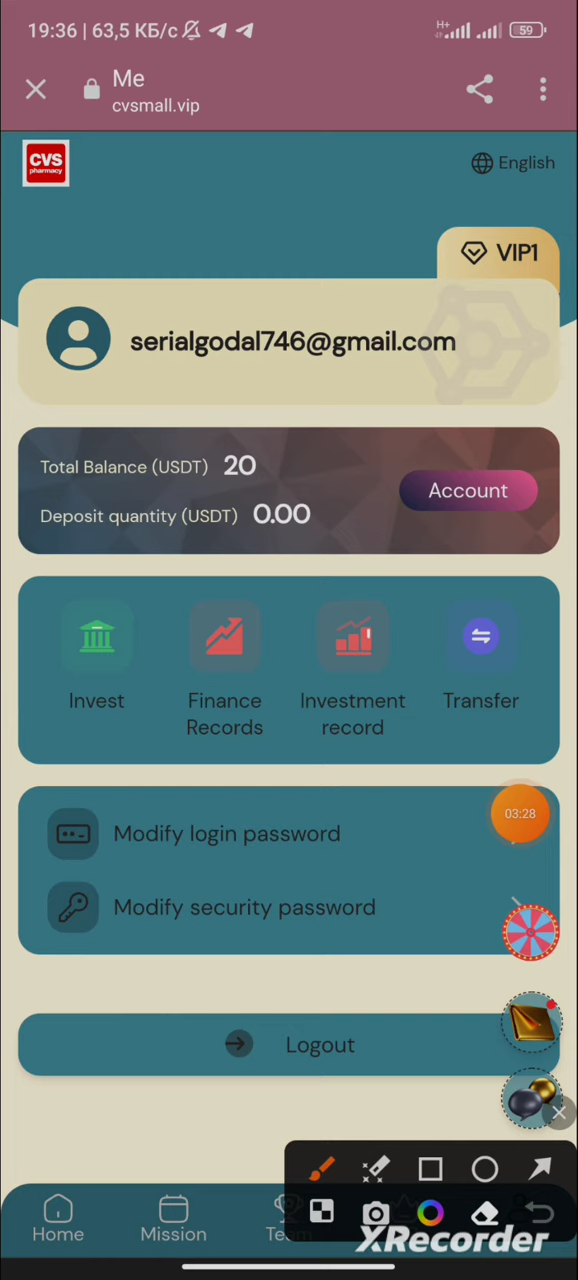 19:36 | 63,5 КБ/с
H+
59
Me
cvsmall.vip
CVS
pharmacy
English
VIP1
serialgodal746@gmail.com
Total Balance (USDT) 20
Account
Deposit quantity (USDT) 0.00
Invest
Finance Records
Investment record
Transfer
03:28
Modify login password
Modify security password
Logout
Home
Mission
Team
XRecorder